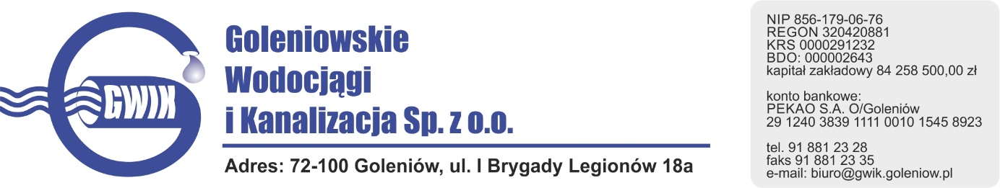 GWIK
Goleniowskie
Wodocjągi
i Kanalizacja Sp. z o.o.
Adres: 72-100 Goleniów, ul. I Brygady Legionów 18a
NIP 856-179-06-76
REGON 320420881
KRS 0000291232
BDO: 000002643
kapitał zakładowy 84 258 500,00 zł
konto bankowe:
PEKAO S.A. O/Goleniów
29 1240 3839 1111 0010 1545 8923
tel. 91 881 23 28
faks 91 881 23 35
e-mail: biuro@gwik.goleniow.pl